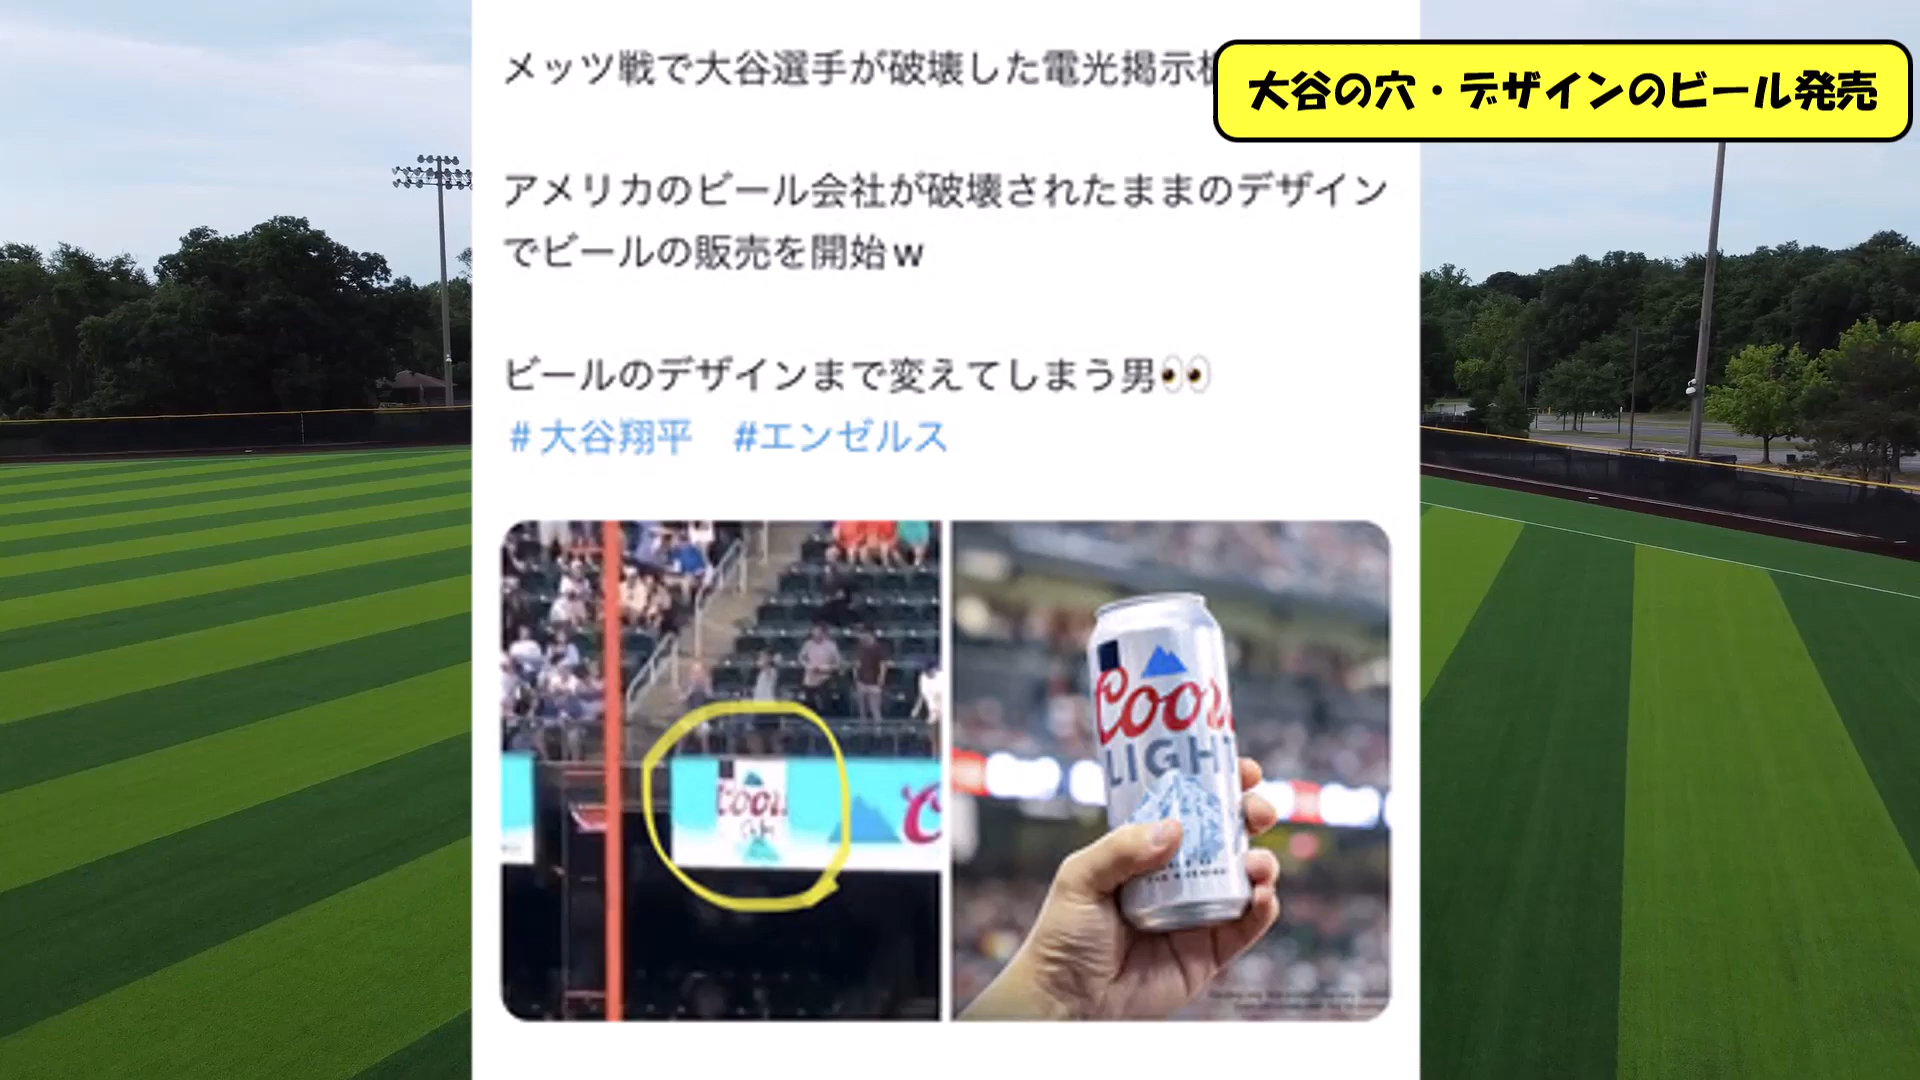 メッツ戦で大谷選手が破壊した電光掲示
大谷の穴・デザインのビール発売
アメリカのビール会社が破壊されたままのデザイン
でビールの販売を開始w
ビールのデザインまで変えてしまう男👀
#大谷翔平 #エンゼルス
Coors
LIGHT